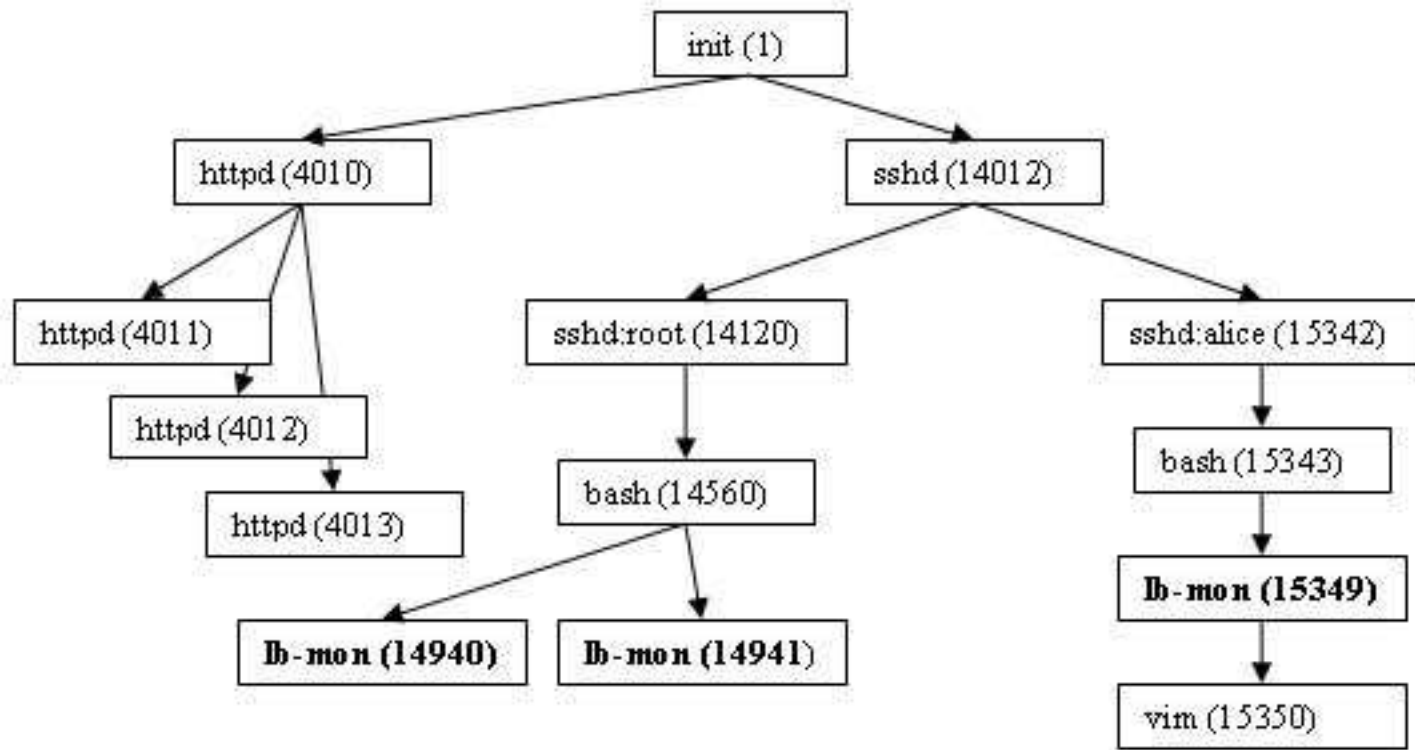 init (1)
httpd (4010)
sshd (14012)
httpd (4011)
sshd:root (14120)
sshd:alice (15342)
httpd (4012)
bash (15343)
bash (14560)
httpd (4013)
lb-mon (15349)
lb-mon (14940)
lb-mon (14941)
vim (15350)